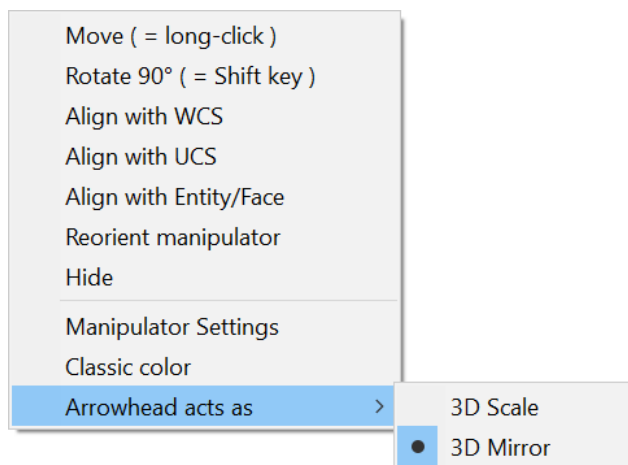 Move ( = long-click )
Rotate 90° ( = Shift key )
Align with WCS
Align with UCS
Align with Entity/Face
Reorient manipulator
Hide
Manipulator Settings
Classic color
Arrowhead acts as
3D Scale
3D Mirror